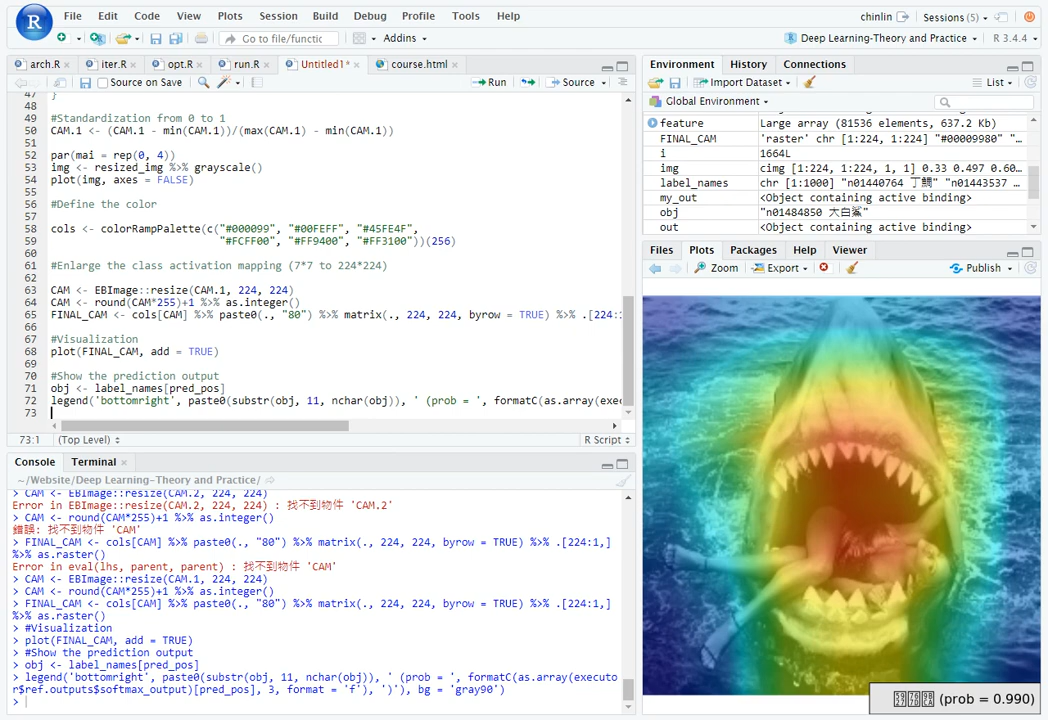 File Edit Code View Plots Session Build Debug Profile Tools Help
chinlin Sessions (5)
Go to file/functic Addins
Deep Learning-Theory and Practice R 3.4.4
arch.R iter.R opt.R run.R Untitled1* course.html
Source on Save Run Source
47 }
48
49 #Standardization from 0 to 1
50 CAM.1 <- (CAM.1 - min(CAM.1))/(max(CAM.1) - min(CAM.1))
51
52 par(mai = rep(0, 4))
53 img <- resized_img %>% grayscale()
54 plot(img, axes = FALSE)
55
56 #Define the color
57
58 cols <- colorRampPalette(c("#000099", "#00FEFF", "#45FE4F",
59 "#FCFF00", "#FF9400", "#FF3100"))(256)
60
61 #Enlarge the class activation mapping (7*7 to 224*224)
62
63 CAM <- EBImage::resize(CAM.1, 224, 224)
64 CAM <- round(CAM*255)+1 %>% as.integer()
65 FINAL_CAM <- cols[CAM] %>% paste0(., "80") %>% matrix(., 224, 224, byrow = TRUE) %>% .[224:
66
67 #Visualization
68 plot(FINAL_CAM, add = TRUE)
69
70 #Show the prediction output
71 obj <- label_names[pred_pos]
72 legend('bottomright', paste0(substr(obj, 11, nchar(obj)), ' (prob = ', formatC(as.array(exec
73
73:1 (Top Level) R Script
Console Terminal
~/Website/Deep Learning-Theory and Practice/
> CAM <- EBImage::resize(CAM.2, 224, 224)
Error in EBImage::resize(CAM.2, 224, 224) : 找不到物件 'CAM.2'
> CAM <- round(CAM*255)+1 %>% as.integer()
錯誤: 找不到物件 'CAM'
> FINAL_CAM <- cols[CAM] %>% paste0(., "80") %>% matrix(., 224, 224, byrow = TRUE) %>% .[224:1,]
%>% as.raster()
Error in eval(lhs, parent, parent) : 找不到物件 'CAM'
> CAM <- EBImage::resize(CAM.1, 224, 224)
> CAM <- round(CAM*255)+1 %>% as.integer()
> FINAL_CAM <- cols[CAM] %>% paste0(., "80") %>% matrix(., 224, 224, byrow = TRUE) %>% .[224:1,]
%>% as.raster()
> #Visualization
> plot(FINAL_CAM, add = TRUE)
> #Show the prediction output
> obj <- label_names[pred_pos]
> legend('bottomright', paste0(substr(obj, 11, nchar(obj)), ' (prob = ', formatC(as.array(executo
r$ref.outputs$softmax_output)[pred_pos], 3, format = 'f'), ')'), bg = 'gray90')
>
Environment History Connections
Import Dataset List
Global Environment
feature Large array (81536 elements, 637.2 Kb)
FINAL_CAM 'raster' chr [1:224, 1:224] "#00009980" "…
i 1664L
img cimg [1:224, 1:224, 1, 1] 0.33 0.497 0.60…
label_names chr [1:1000] "n01440764 丁鯛" "n01443537 …
my_out <Object containing active binding>
obj "n01484850 大白鯊"
out <Object containing active binding>
Files Plots Packages Help Viewer
Zoom Export Publish
(prob = 0.990)